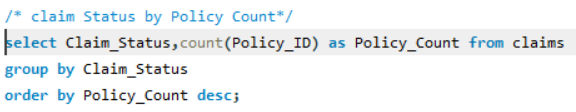 /* claim Status by Policy Count*/
select Claim_Status,count(Policy_ID) as Policy_Count from claims
group by Claim_Status
order by Policy_Count desc;